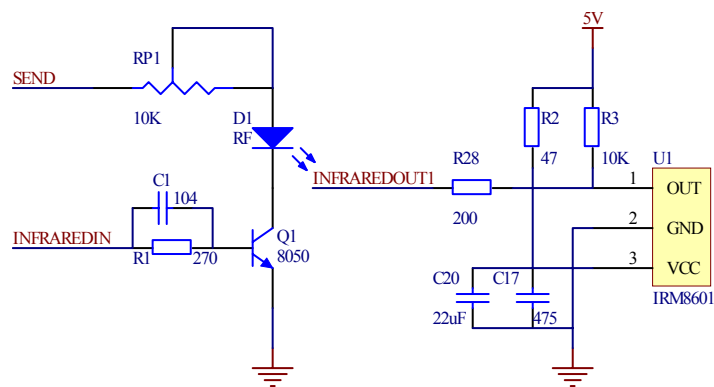 5V
RP1
SEND
10K
D1
RF
R2
R3
47
10K
U1
R28
INFRAREDOUT1
200
1
OUT
2
GND
3
VCC
IRM8601
C1
104
INFRAREDIN
R1
270
Q1
8050
C20
C17
22uF
475